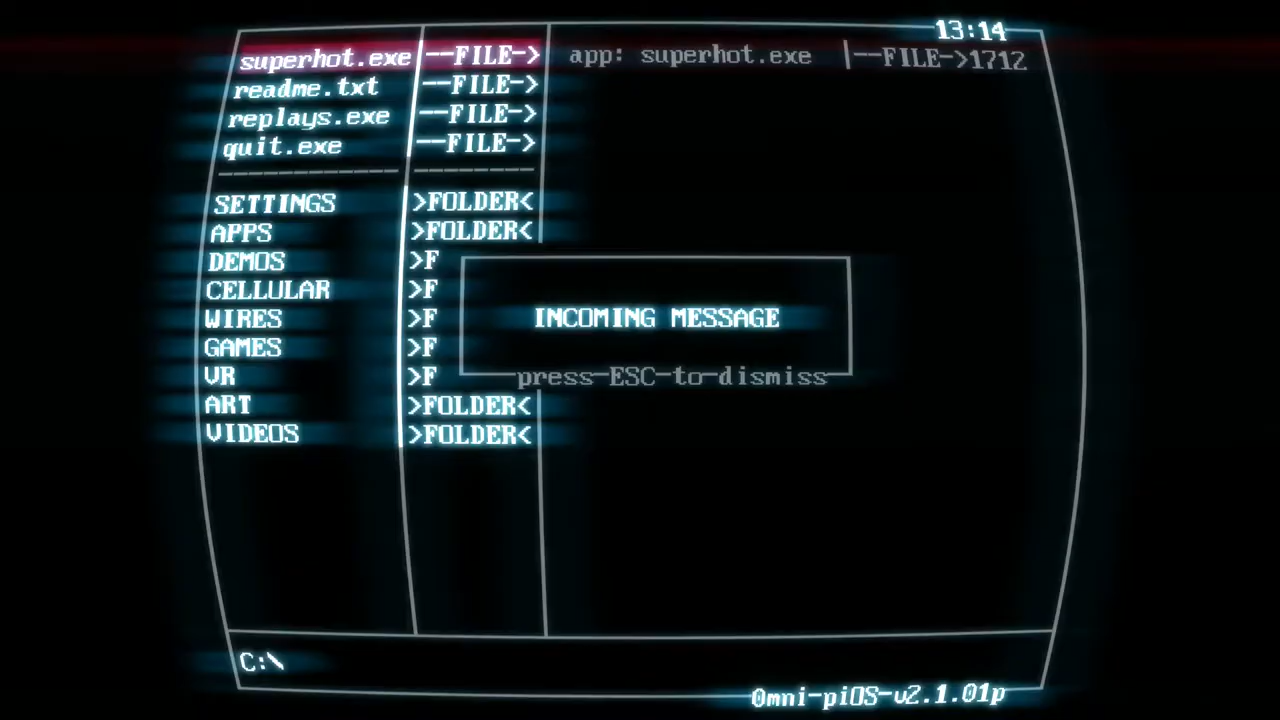 13:14
superhot.exe --FILE-> app: superhot.exe --FILE->1712
readme.txt --FILE->
replays.exe --FILE->
quit.exe --FILE->
SETTINGS >FOLDER<
APPS >FOLDER<
DEMOS >F
CELLULAR >F
WIRES >F
INCOMING MESSAGE
GAMES >F
VR >F
press ESC to dismiss
ART >FOLDER<
VIDEOS >FOLDER<
C:\
0mni-piOS-v2.1.01p